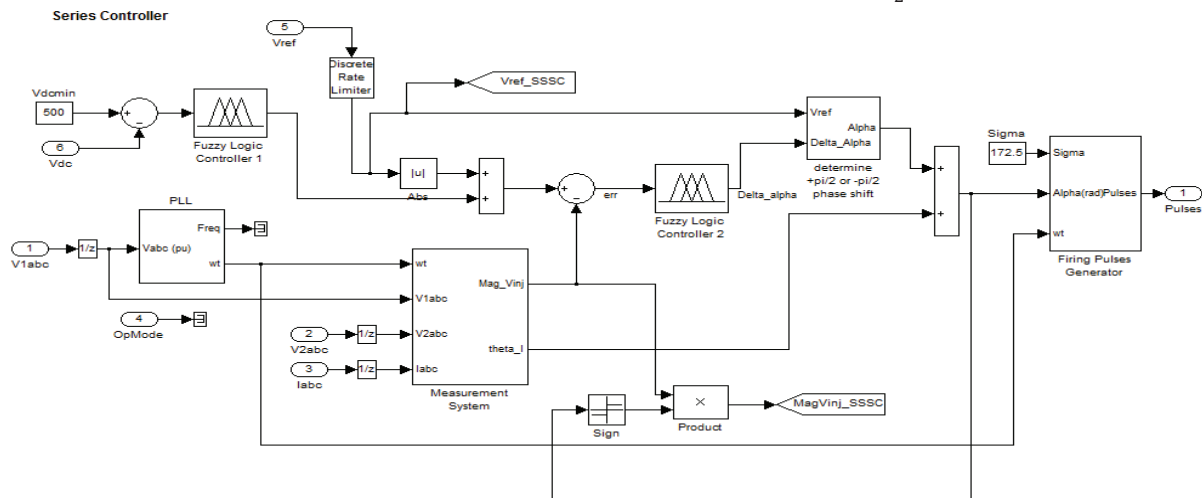 2
Series Controller
5
Vref
Discrete
Rate
Limiter
Vref_SSSC
Vdcmin
500
+
−
6
Vdc
Fuzzy Logic
Controller 1
|u|
Abs
+
+
+
−
err
Fuzzy Logic
Controller 2
Delta_alpha
Vref
Alpha
Delta_Alpha
determine
+pi/2 or -pi/2
phase shift
+
+
Sigma
172.5
Sigma
Alpha(rad)Pulses
wt
Firing Pulses
Generator
1
Pulses
PLL
Freq
Vabc (pu)
wt
1
V1abc
1/z
4
OpMode
2
V2abc
1/z
3
Iabc
1/z
wt
Mag_Vinj
V1abc
V2abc
theta_I
Iabc
Measurement
System
Sign
×
Product
MagVinj_SSSC